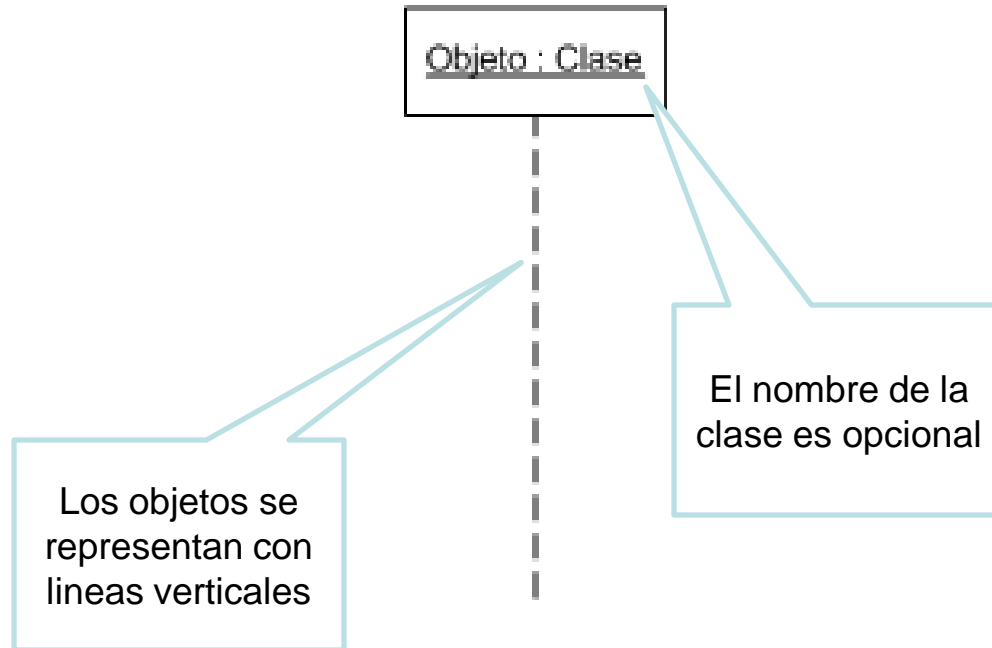 Objeto : Clase
El nombre de la
clase es opcional
Los objetos se
representan con
lineas verticales